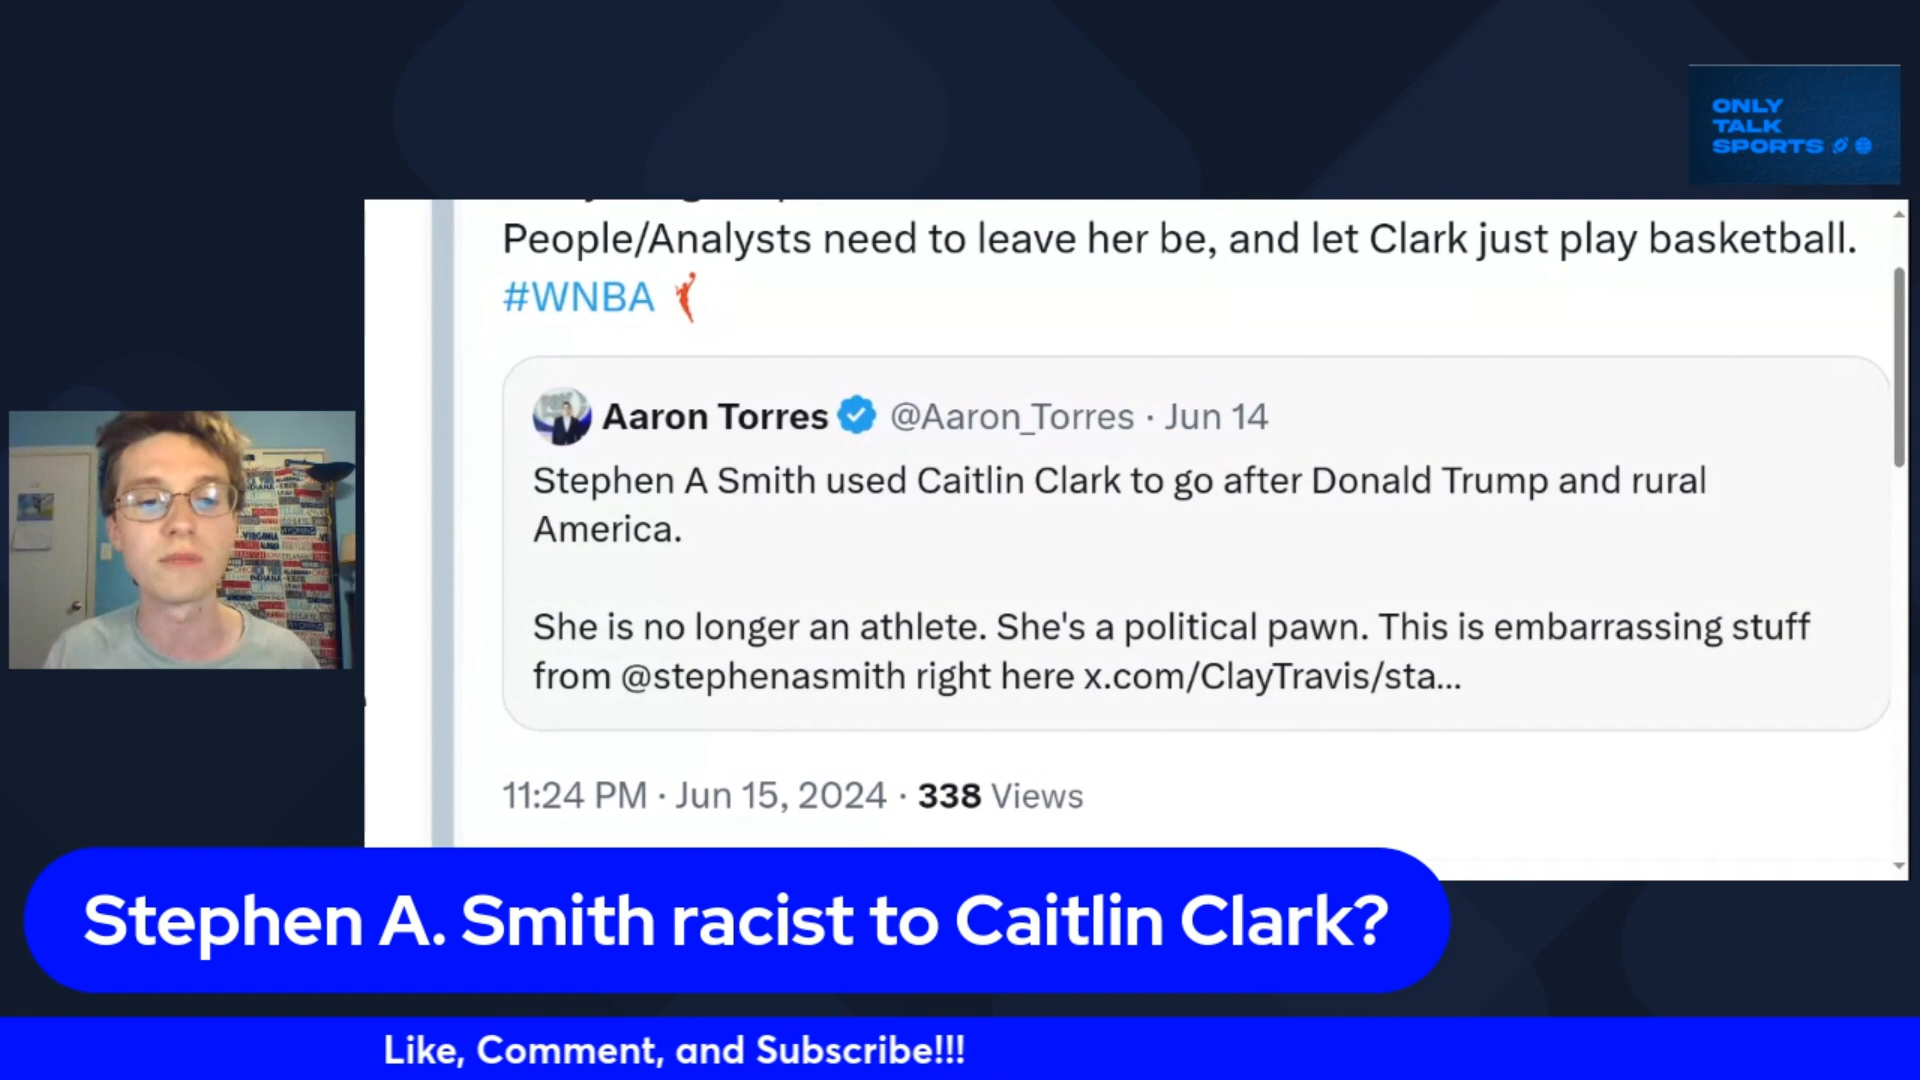 ONLY
TALK
SPORTS
People/Analysts need to leave her be, and let Clark just play basketball.
#WNBA
Aaron Torres @Aaron_Torres · Jun 14
Stephen A Smith used Caitlin Clark to go after Donald Trump and rural
America.
She is no longer an athlete. She's a political pawn. This is embarrassing stuff
from @stephenasmith right here x.com/ClayTravis/sta...
11:24 PM · Jun 15, 2024 · 338 Views
VIRGINIA
INDIANA
Stephen A. Smith racist to Caitlin Clark?
Like, Comment, and Subscribe!!!